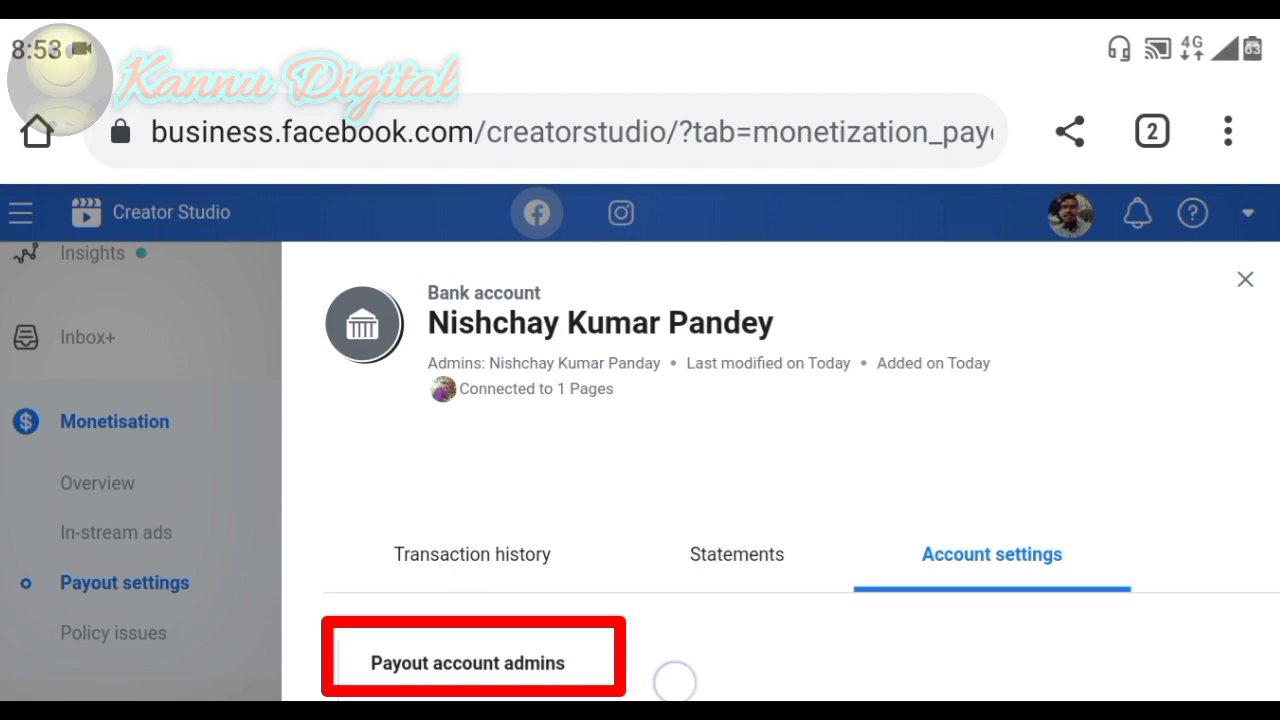 8:53
4G
63
Kannu Digital
business.facebook.com/creatorstudio/?tab=monetization_pay
2
Creator Studio
Insights
Bank account
Nishchay Kumar Pandey
Admins: Nishchay Kumar Panday • Last modified on Today • Added on Today
Connected to 1 Pages
Inbox+
Monetisation
Overview
In-stream ads
Payout settings
Policy issues
Transaction history
Statements
Account settings
Payout account admins